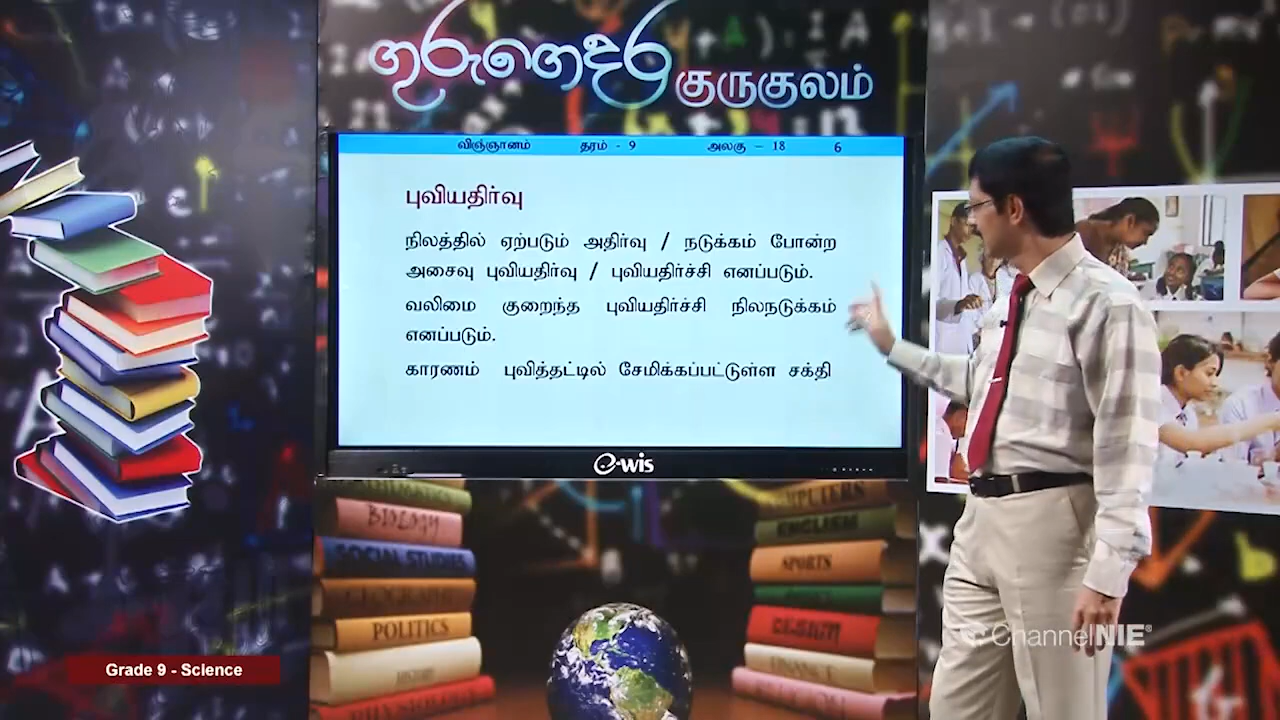 ගුරුගෙදර
குருகுலம்
விஞ்ஞானம் தரம் - 9 அலகு – 18 6
புவியதிர்வு
நிலத்தில் ஏற்படும் அதிர்வு / நடுக்கம் போன்ற
அசைவு புவியதிர்வு / புவியதிர்ச்சி எனப்படும்.
வலிமை குறைந்த புவியதிர்ச்சி நிலநடுக்கம்
எனப்படும்.
காரணம் புவித்தட்டில் சேமிக்கப்பட்டுள்ள சக்தி
e-wis
BIOLOGY
SOCIAL STUDIES
GEOGRAPHY
POLITICS
COMPUTERS
ENGLISH
SPORTS
FINANCE
ChannelNIE®
Grade 9 - Science